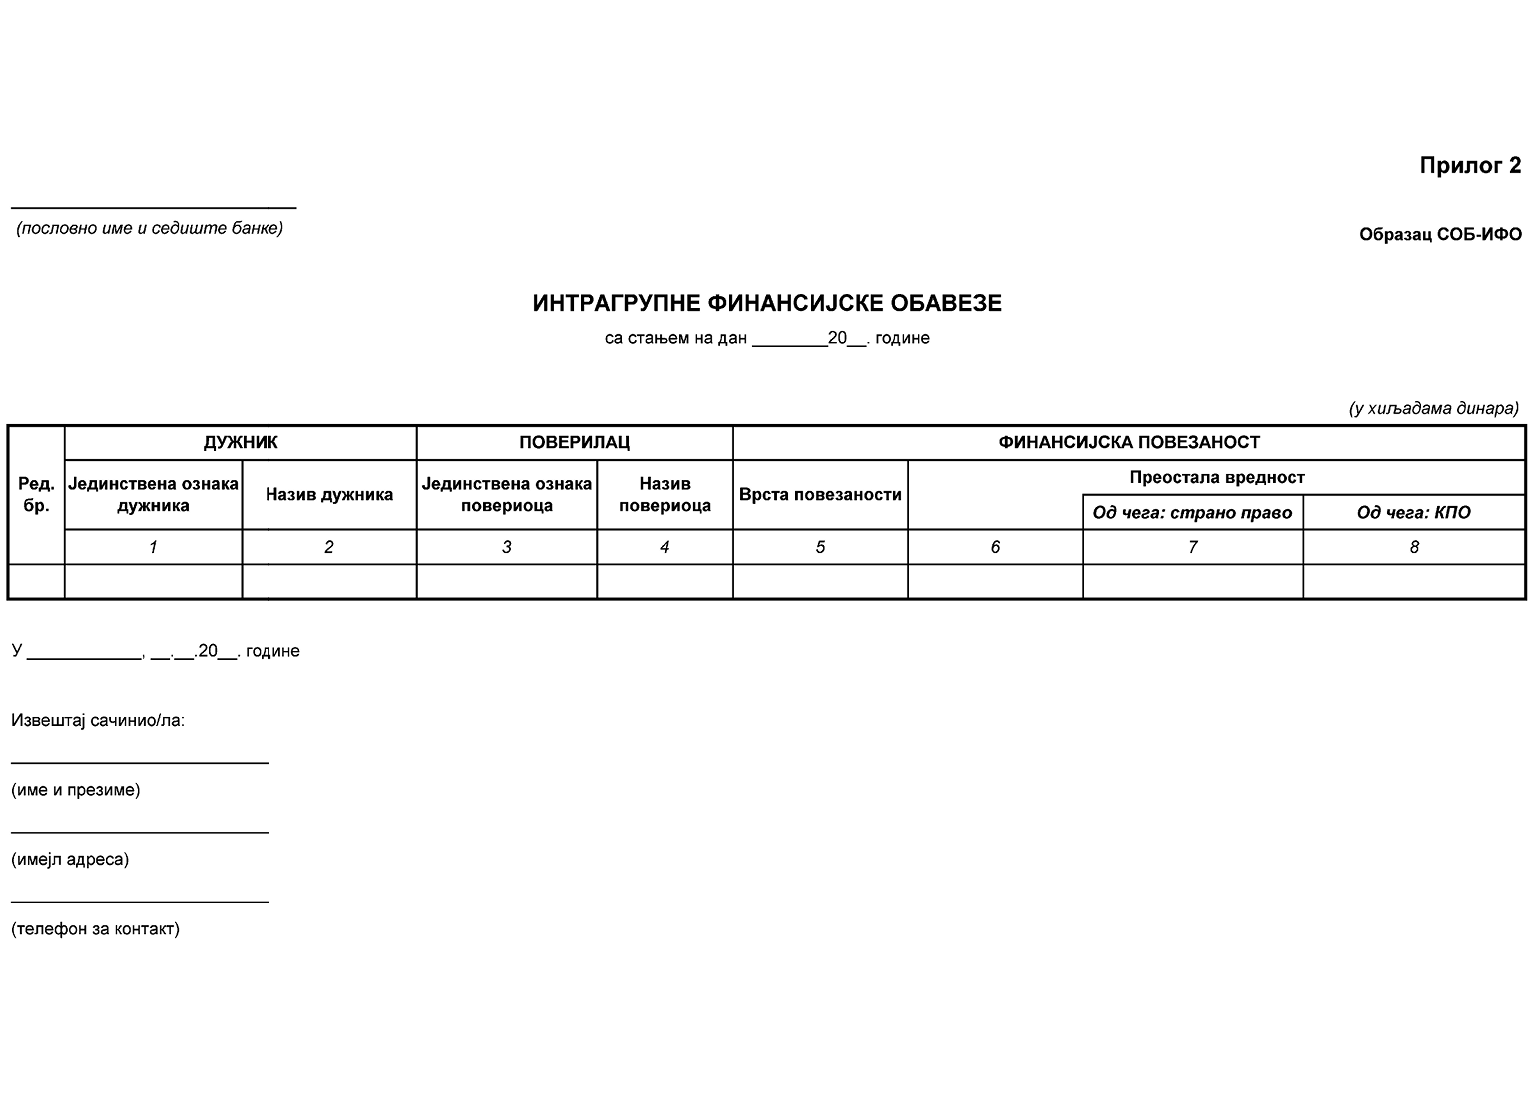 Прилог 2
(пословно име и седиште банке)
Образац СОБ-ИФО
ИНТРАГРУПНЕ ФИНАНСИЈСКЕ ОБАВЕЗЕ
са стањем на дан ________20__. године
(у хиљадама динара)
Ред. бр.
ДУЖНИК
ПОВЕРИЛАЦ
ФИНАНСИЈСКА ПОВЕЗАНОСТ
Јединствена ознака
дужника
Назив дужника
Јединствена ознака
повериоца
Назив
повериоца
Врста повезаности
Преостала вредност
Од чега: страно право
Од чега: КПО
1 2 3 4 5 6 7 8
У ____________, __.__.20__. године
Извештај сачинио/ла:
(име и презиме)
(имејл адреса)
(телефон за контакт)